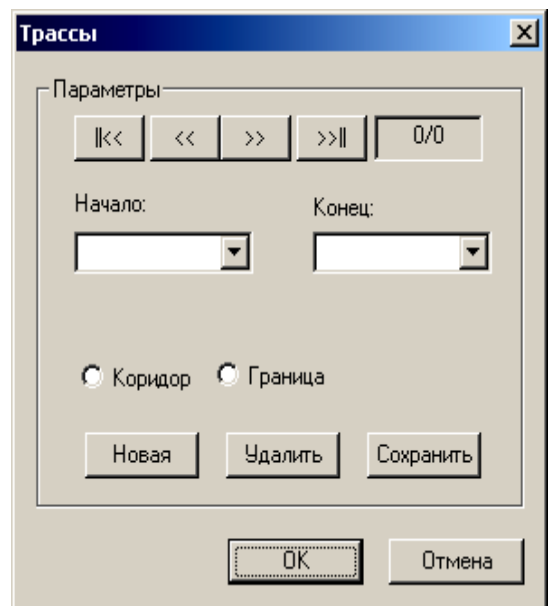 Трассы
Параметры
||<< << >> >>|| 0/0
Начало: Конец:
Коридор Граница
Новая Удалить Сохранить
OK Отмена